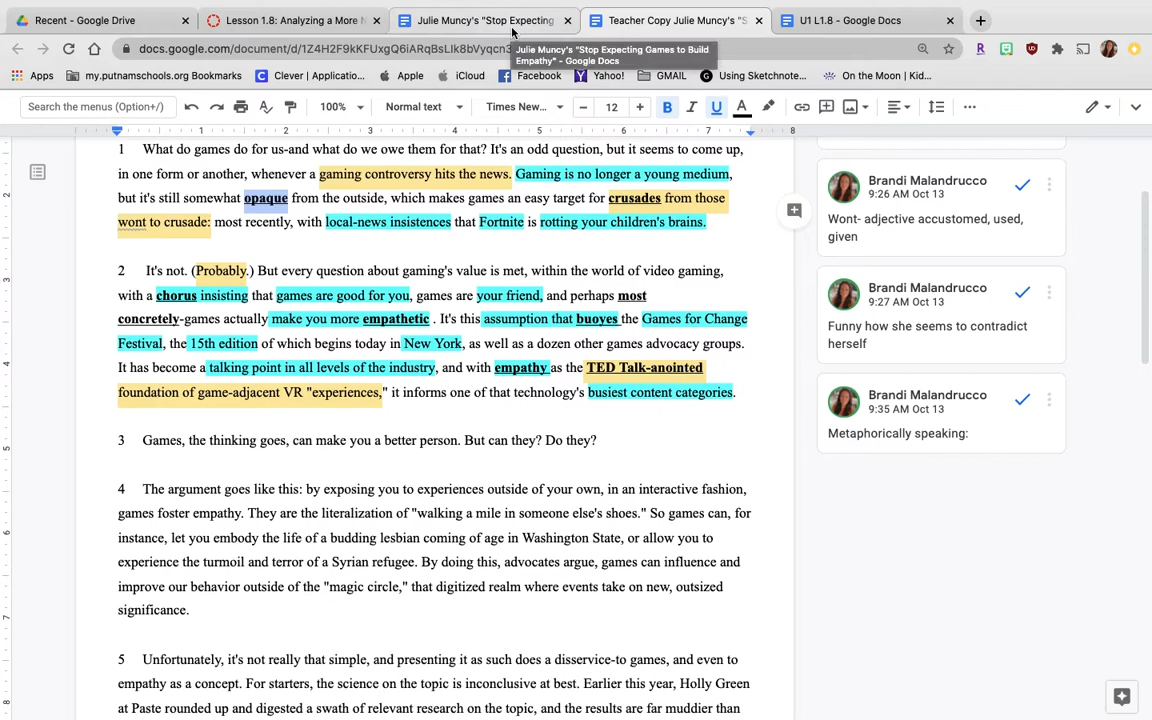 Recent - Google Drive
Lesson 1.8: Analyzing a More N
Julie Muncy's "Stop Expecting
Teacher Copy Julie Muncy's "S
U1 L1.8 - Google Docs
docs.google.com/document/d/1Z4H2F9kKFUxgQ6iARqBsLIk8bVyqcn3
Julie Muncy's "Stop Expecting Games to Build
Empathy" - Google Docs
Apps
my.putnamschools.org Bookmarks
Clever | Applicatio...
Apple
iCloud
Facebook
Yahoo!
GMAIL
Using Sketchnote...
On the Moon | Kid...
Search the menus (Option+/)
100%
Normal text
Times New...
12
B I U A
1 2 3 4 5 6 7 8
1 What do games do for us-and what do we owe them for that? It's an odd question, but it seems to come up,
in one form or another, whenever a gaming controversy hits the news. Gaming is no longer a young medium,
but it's still somewhat opaque from the outside, which makes games an easy target for crusades from those
wont to crusade: most recently, with local-news insistences that Fortnite is rotting your children's brains.
2 It's not. (Probably.) But every question about gaming's value is met, within the world of video gaming,
with a chorus insisting that games are good for you, games are your friend, and perhaps most
concretely-games actually make you more empathetic . It's this assumption that buoyes the Games for Change
Festival, the 15th edition of which begins today in New York, as well as a dozen other games advocacy groups.
It has become a talking point in all levels of the industry, and with empathy as the TED Talk-anointed
foundation of game-adjacent VR "experiences," it informs one of that technology's busiest content categories.
3 Games, the thinking goes, can make you a better person. But can they? Do they?
4 The argument goes like this: by exposing you to experiences outside of your own, in an interactive fashion,
games foster empathy. They are the literalization of "walking a mile in someone else's shoes." So games can, for
instance, let you embody the life of a budding lesbian coming of age in Washington State, or allow you to
experience the turmoil and terror of a Syrian refugee. By doing this, advocates argue, games can influence and
improve our behavior outside of the "magic circle," that digitized realm where events take on new, outsized
significance.
5 Unfortunately, it's not really that simple, and presenting it as such does a disservice-to games, and even to
empathy as a concept. For starters, the science on the topic is inconclusive at best. Earlier this year, Holly Green
at Paste rounded up and digested a swath of relevant research on the topic, and the results are far muddier than
Brandi Malandrucco
9:26 AM Oct 13
Wont- adjective accustomed, used,
given
Brandi Malandrucco
9:27 AM Oct 13
Funny how she seems to contradict
herself
Brandi Malandrucco
9:35 AM Oct 13
Metaphorically speaking: